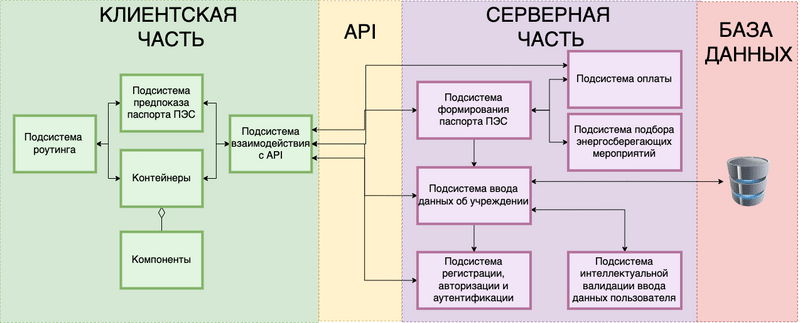 КЛИЕНТСКАЯ
ЧАСТЬ
API
СЕРВЕРНАЯ
ЧАСТЬ
БАЗА
ДАННЫХ
Подсистема
роутинга
Подсистема
предпоказа
паспорта ПЭС
Контейнеры
Компоненты
Подсистема
взаимодействия
с API
Подсистема
формирования
паспорта ПЭС
Подсистема оплаты
Подсистема подбора
энергосберегающих
мероприятий
Подсистема ввода
данных об учреждении
Подсистема
регистрации,
авторизации и
аутентификации
Подсистема
интеллектуальной
валидации ввода
данных пользователя